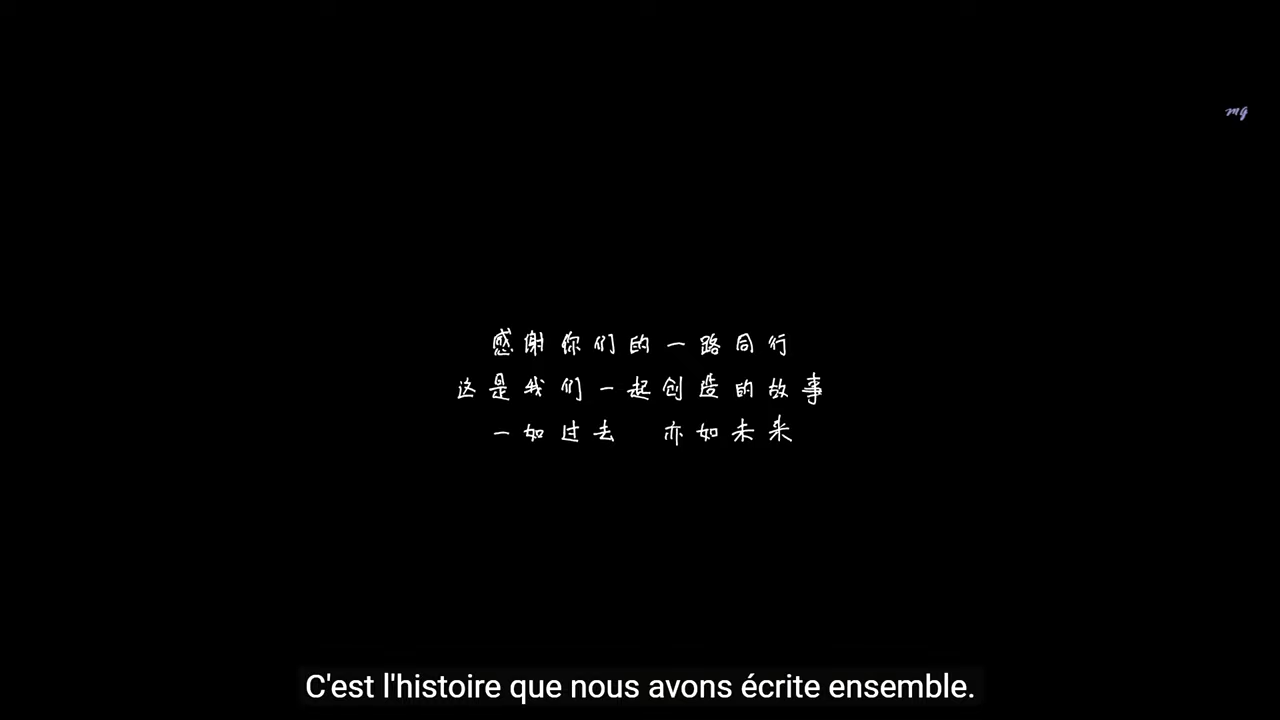 mg
感谢你们的一路同行
这是我们一起创造的故事
一如过去 亦如未来
C'est l'histoire que nous avons écrite ensemble.